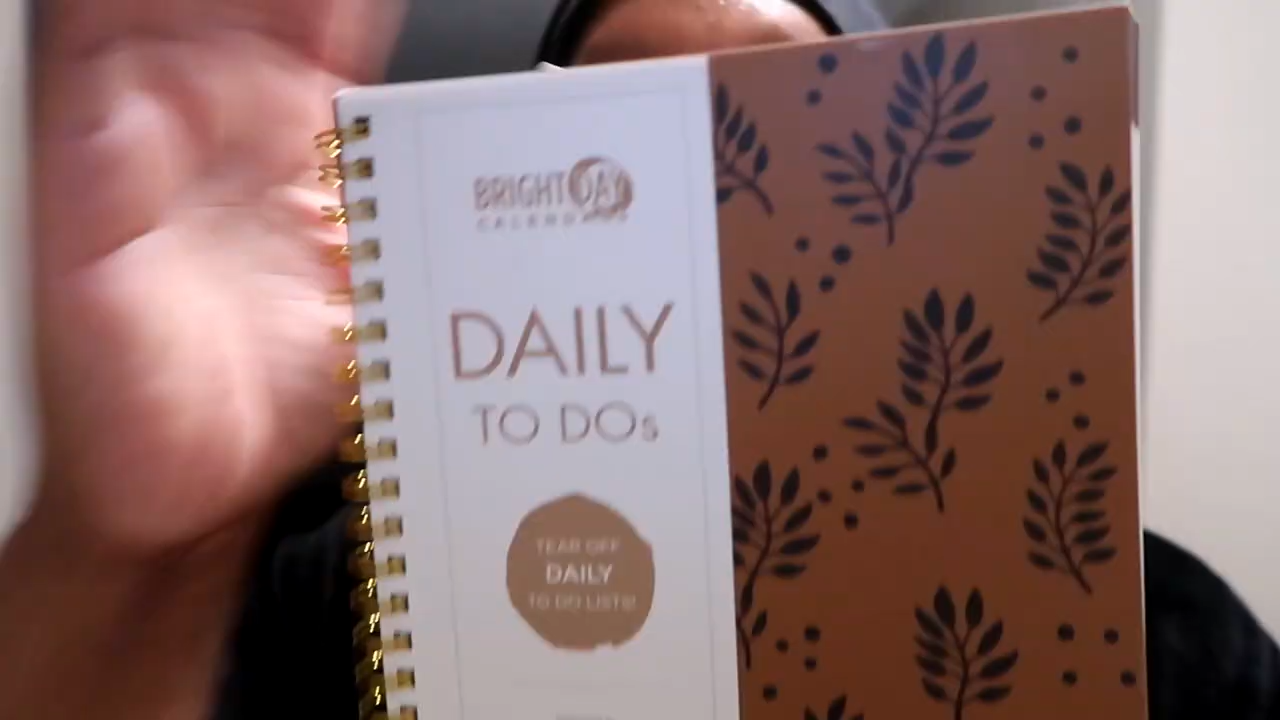 BRIGHT DAY
CALENDARS
DAILY
TO DOs
TEAR OFF
DAILY
TO DO LISTS!